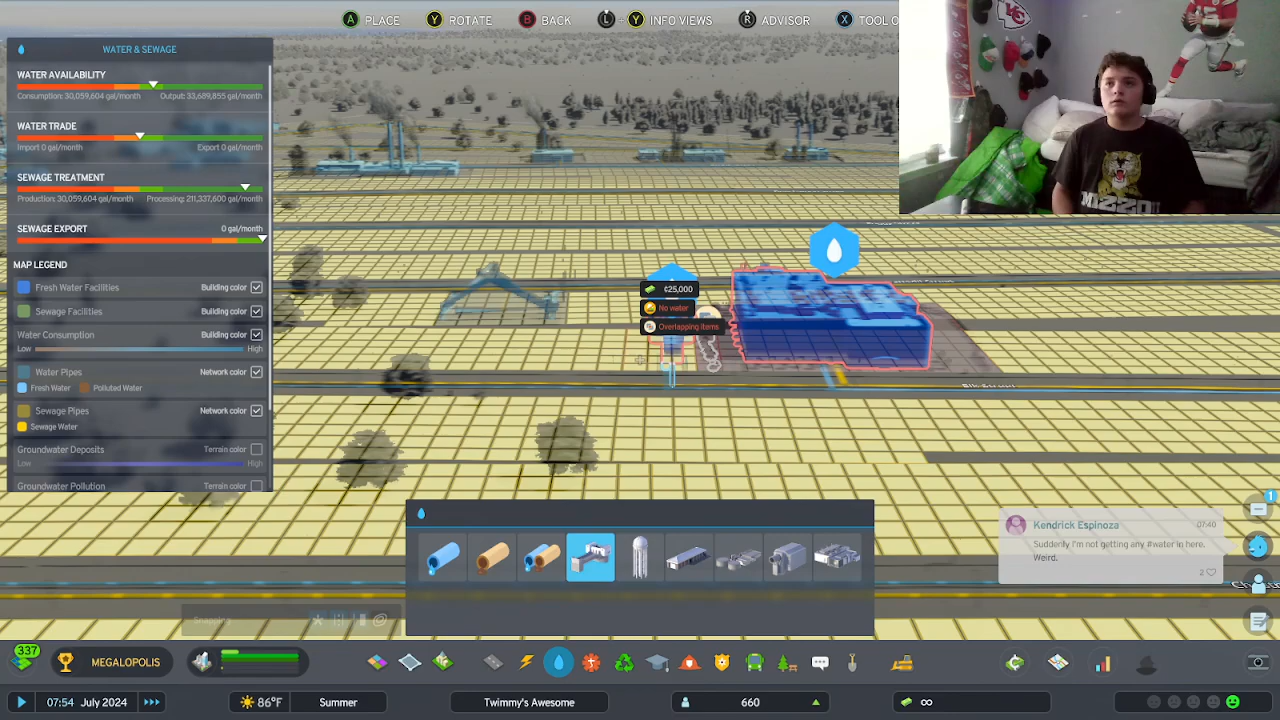 A PLACE
Y ROTATE
B BACK
L + Y INFO VIEWS
R ADVISOR
X TOOL O
WATER & SEWAGE
WATER AVAILABILITY
Consumption: 30,059,604 gal/month
Output: 33,689,855 gal/month
WATER TRADE
Import 0 gal/month
Export 0 gal/month
SEWAGE TREATMENT
Production: 30,059,604 gal/month
Processing: 211,337,600 gal/month
SEWAGE EXPORT
0 gal/month
MAP LEGEND
Fresh Water Facilities
Building color
Sewage Facilities
Building color
Water Consumption
Building color
Low
High
Water Pipes
Network color
Fresh Water
Polluted Water
Sewage Pipes
Network color
Sewage Water
Groundwater Deposits
Terrain color
Low
High
Groundwater Pollution
Terrain color
¢25,000
No water
Overlapping items
Elk Street
MIZZOU
Kendrick Espinoza
07:40
Suddenly I'm not getting any #water in here.
Weird.
2
1
Snapping
337
MEGALOPOLIS
07:54 July 2024
86°F
Summer
Twimmy's Awesome
660
∞